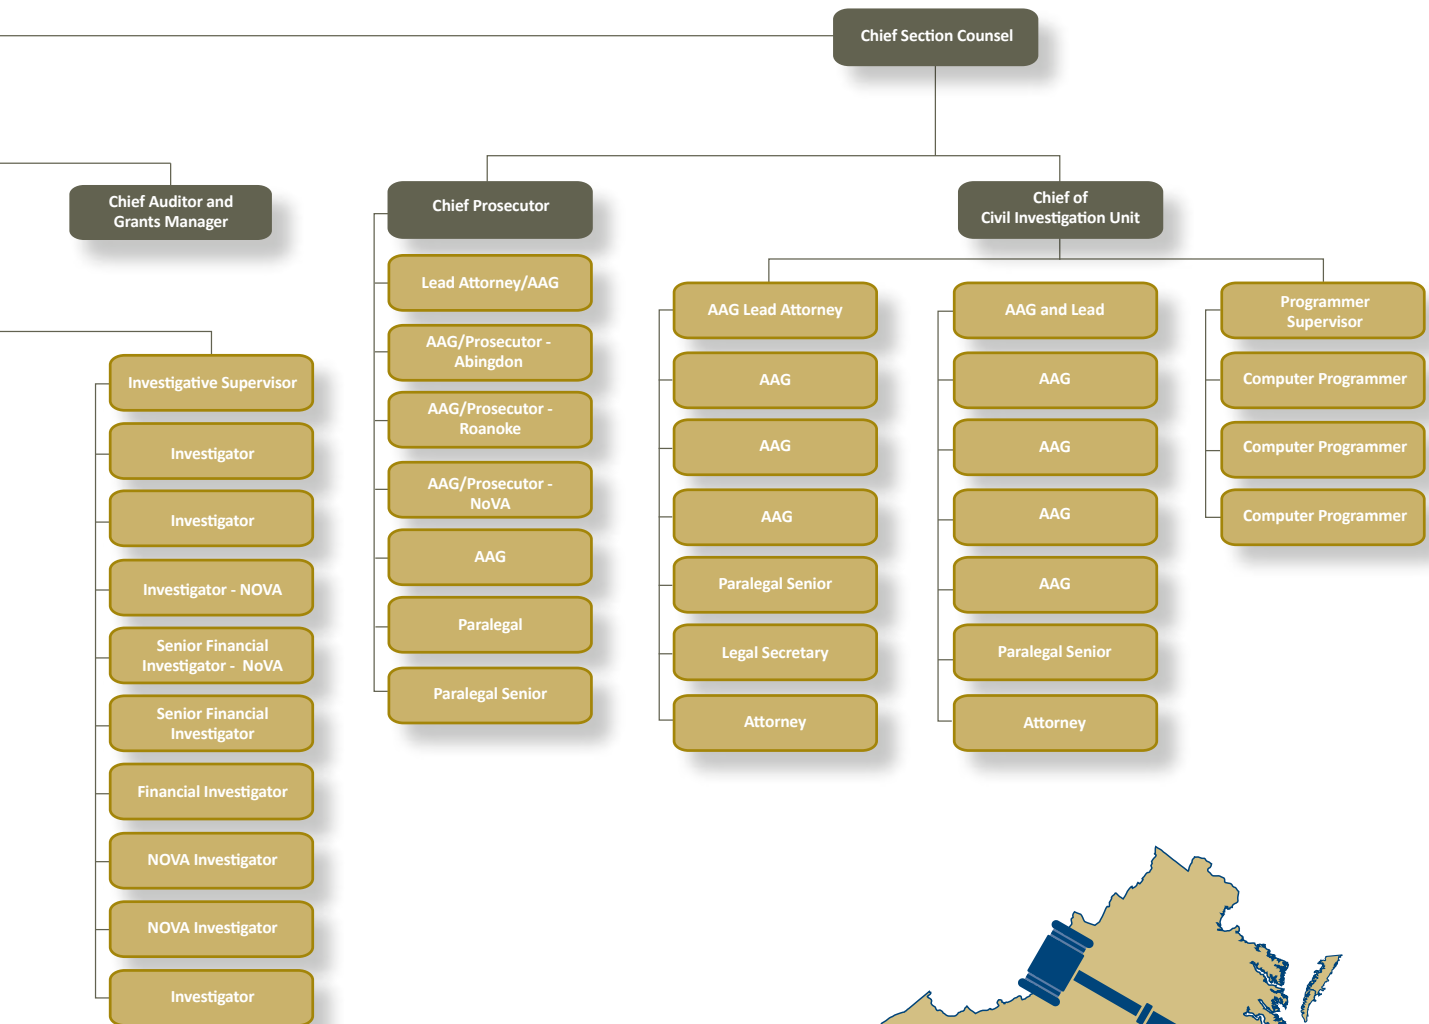 Chief Section Counsel
Chief Auditor and
Grants Manager
Chief Prosecutor
Chief of
Civil Investigation Unit
Investigative Supervisor
Investigator
Investigator
Investigator - NOVA
Senior Financial
Investigator -  NoVA
Senior Financial
Investigator
Financial Investigator
NOVA Investigator
NOVA Investigator
Investigator
Lead Attorney/AAG
AAG/Prosecutor -
Abingdon
AAG/Prosecutor -
Roanoke
AAG/Prosecutor -
NoVA
AAG
Paralegal
Paralegal Senior
AAG Lead Attorney
AAG
AAG
AAG
Paralegal Senior
Legal Secretary
Attorney
AAG and Lead
AAG
AAG
AAG
AAG
Paralegal Senior
Attorney
Programmer
Supervisor
Computer Programmer
Computer Programmer
Computer Programmer